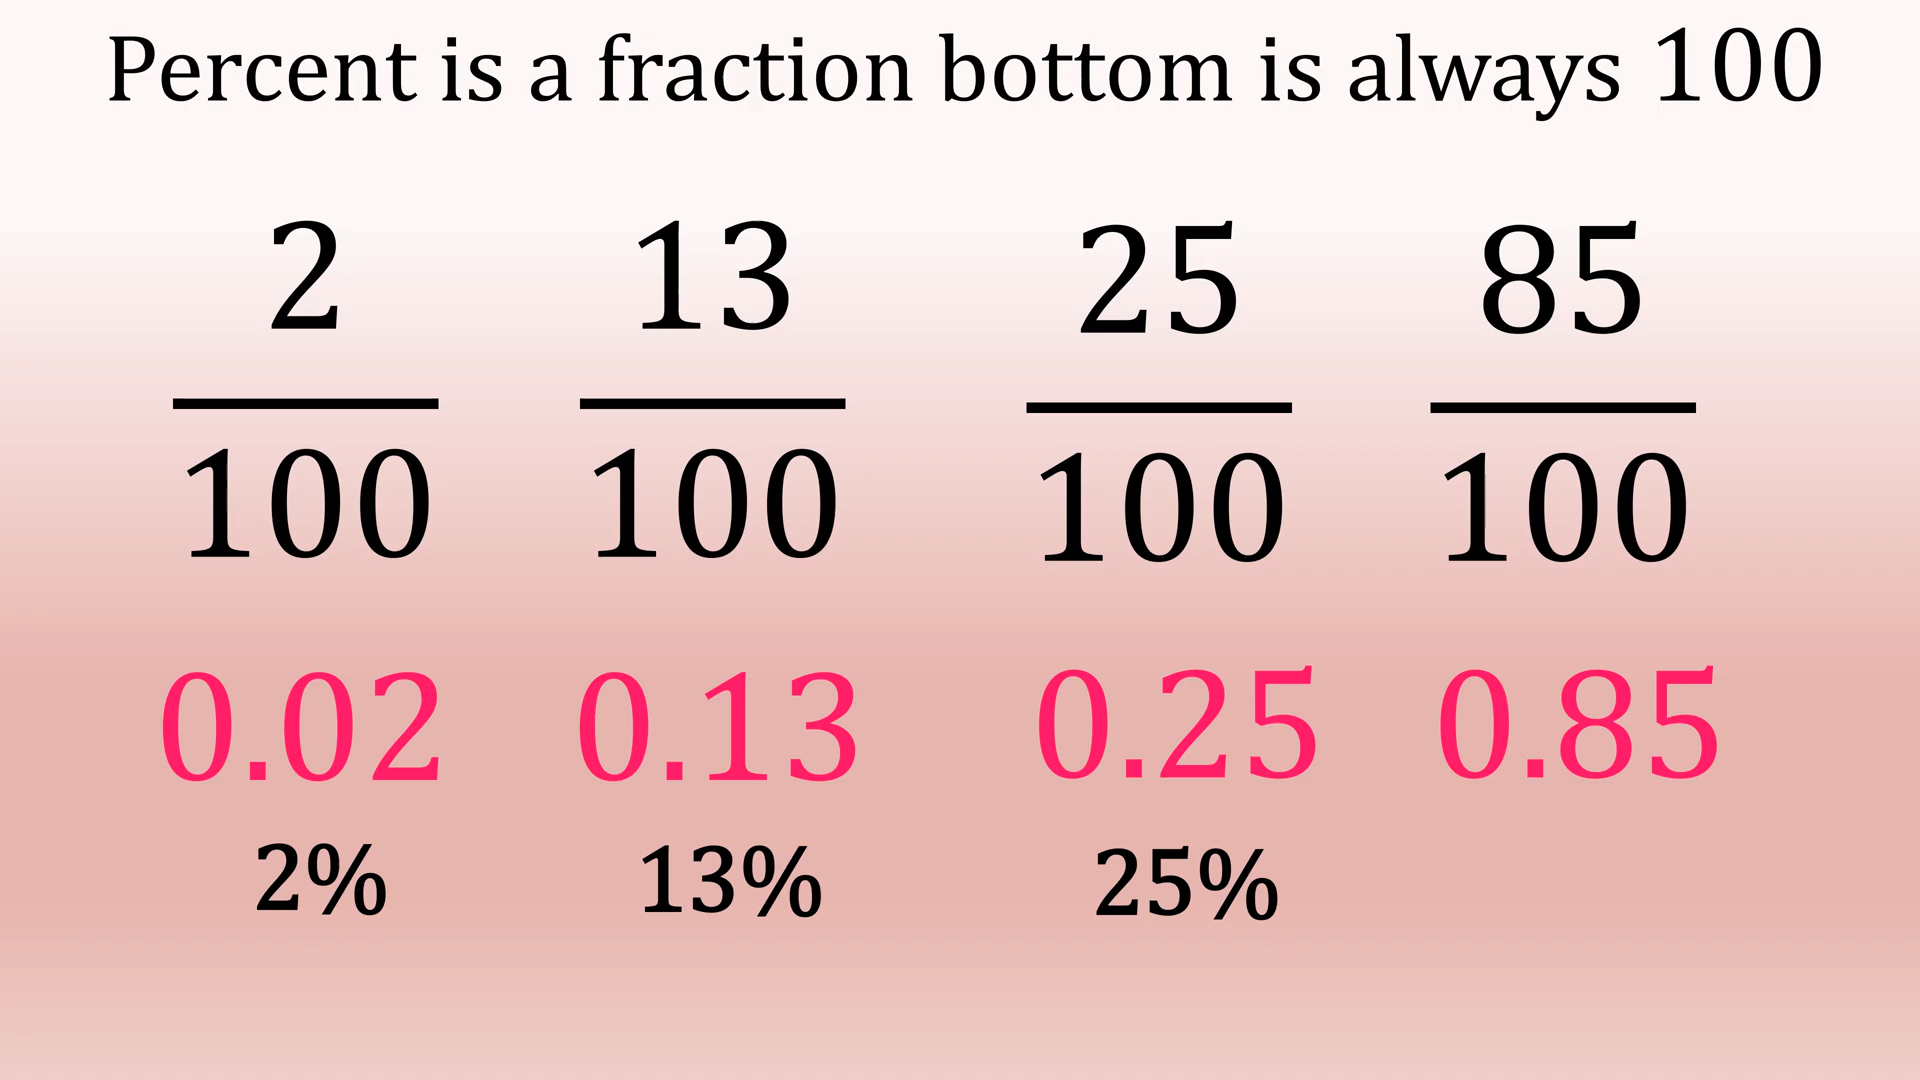 Percent is a fraction bottom is always 100
2 13 25 85
100 100 100 100
0.02 0.13 0.25 0.85
2% 13% 25%